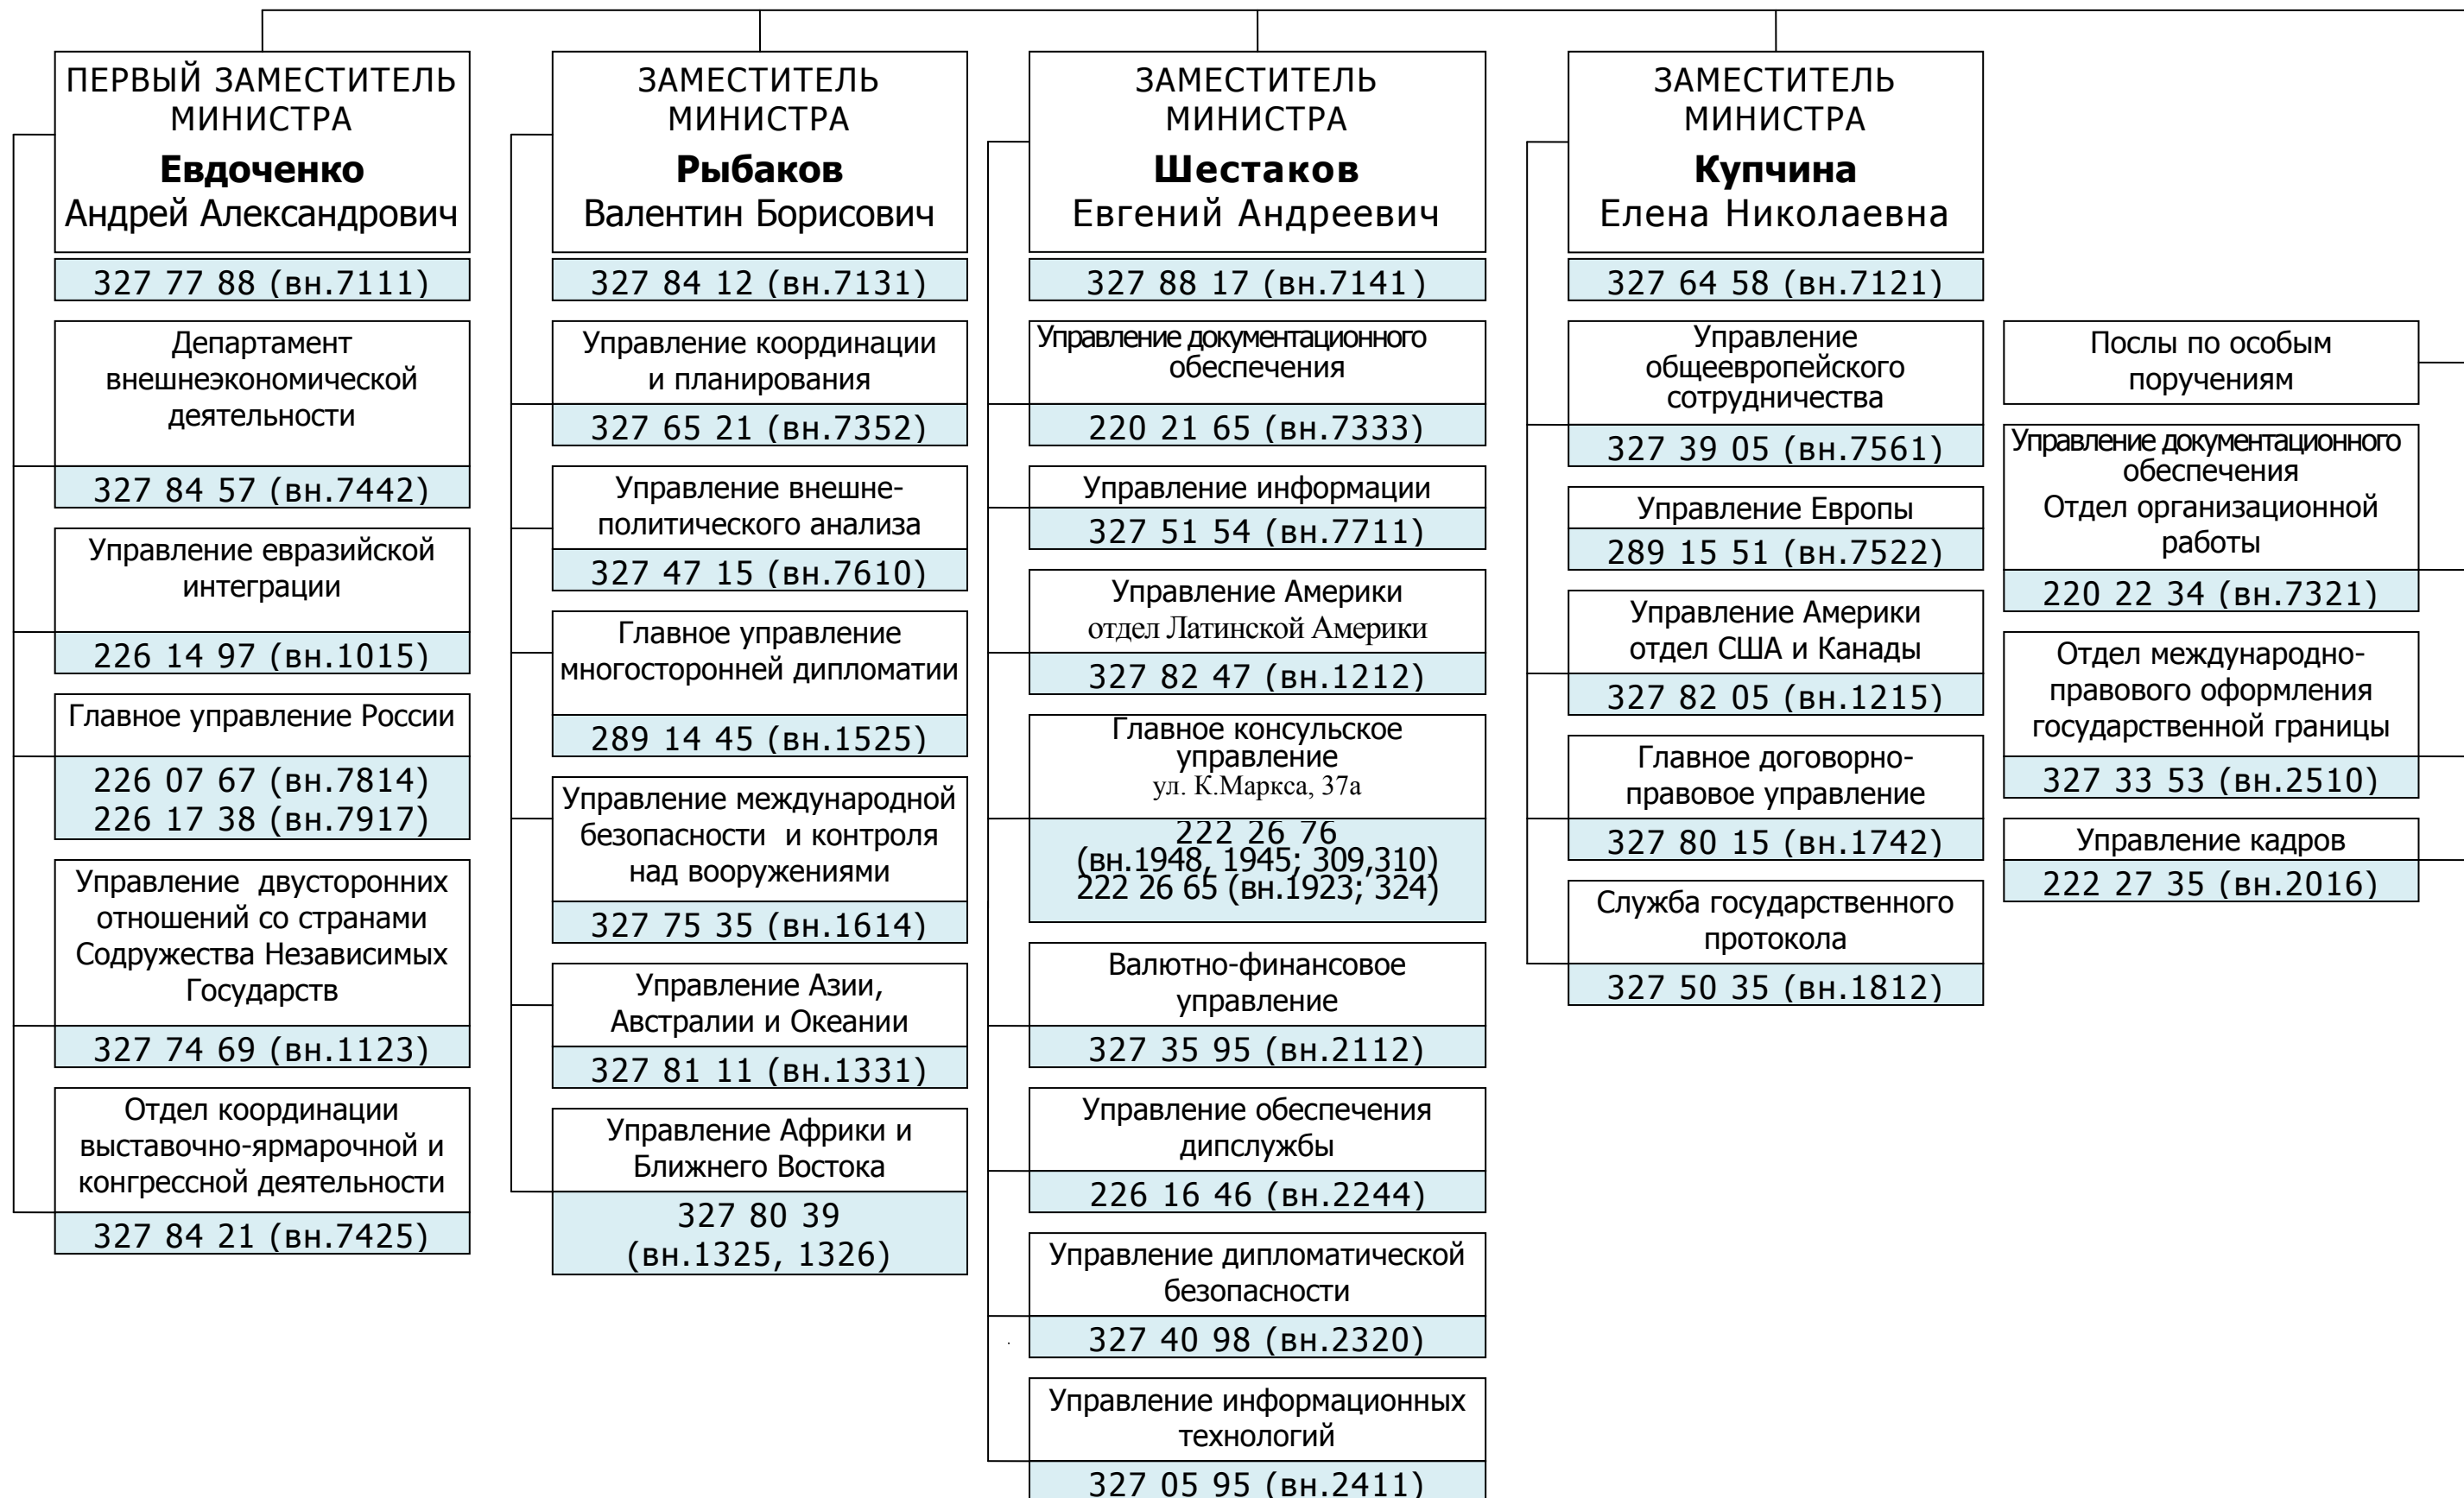 ПЕРВЫЙ ЗАМЕСТИТЕЛЬ
МИНИСТРА
Евдоченко
Андрей Александрович
327 77 88 (вн.7111)
Департамент
внешнеэкономической
деятельности
327 84 57 (вн.7442)
Управление евразийской
интеграции
226 14 97 (вн.1015)
Главное управление России
226 07 67 (вн.7814)
226 17 38 (вн.7917)
Управление двусторонних
отношений со странами
Содружества Независимых
Государств
327 74 69 (вн.1123)
Отдел координации
выставочно-ярмарочной и
конгрессной деятельности
327 84 21 (вн.7425)
ЗАМЕСТИТЕЛЬ
МИНИСТРА
Рыбаков
Валентин Борисович
327 84 12 (вн.7131)
Управление координации
и планирования
327 65 21 (вн.7352)
Управление внешне-
политического анализа
327 47 15 (вн.7610)
Главное управление
многосторонней дипломатии
289 14 45 (вн.1525)
Управление международной
безопасности и контроля
над вооружениями
327 75 35 (вн.1614)
Управление Азии,
Австралии и Океании
327 81 11 (вн.1331)
Управление Африки и
Ближнего Востока
327 80 39
(вн.1325, 1326)
ЗАМЕСТИТЕЛЬ
МИНИСТРА
Шестаков
Евгений Андреевич
327 88 17 (вн.7141)
Управление документационного
обеспечения
220 21 65 (вн.7333)
Управление информации
327 51 54 (вн.7711)
Управление Америки
отдел Латинской Америки
327 82 47 (вн.1212)
Главное консульское
управление
ул. К.Маркса, 37а
222 26 76
(вн.1948, 1945; 309,310)
222 26 65 (вн.1923; 324)
Валютно-финансовое
управление
327 35 95 (вн.2112)
Управление обеспечения
дипслужбы
226 16 46 (вн.2244)
Управление дипломатической
безопасности
327 40 98 (вн.2320)
Управление информационных
технологий
327 05 95 (вн.2411)
ЗАМЕСТИТЕЛЬ
МИНИСТРА
Купчина
Елена Николаевна
327 64 58 (вн.7121)
Управление
общеевропейского
сотрудничества
327 39 05 (вн.7561)
Управление Европы
289 15 51 (вн.7522)
Управление Америки
отдел США и Канады
327 82 05 (вн.1215)
Главное договорно-
правовое управление
327 80 15 (вн.1742)
Служба государственного
протокола
327 50 35 (вн.1812)
Послы по особым
поручениям
Управление документационного
обеспечения
Отдел организационной
работы
220 22 34 (вн.7321)
Отдел международно-
правового оформления
государственной границы
327 33 53 (вн.2510)
Управление кадров
222 27 35 (вн.2016)